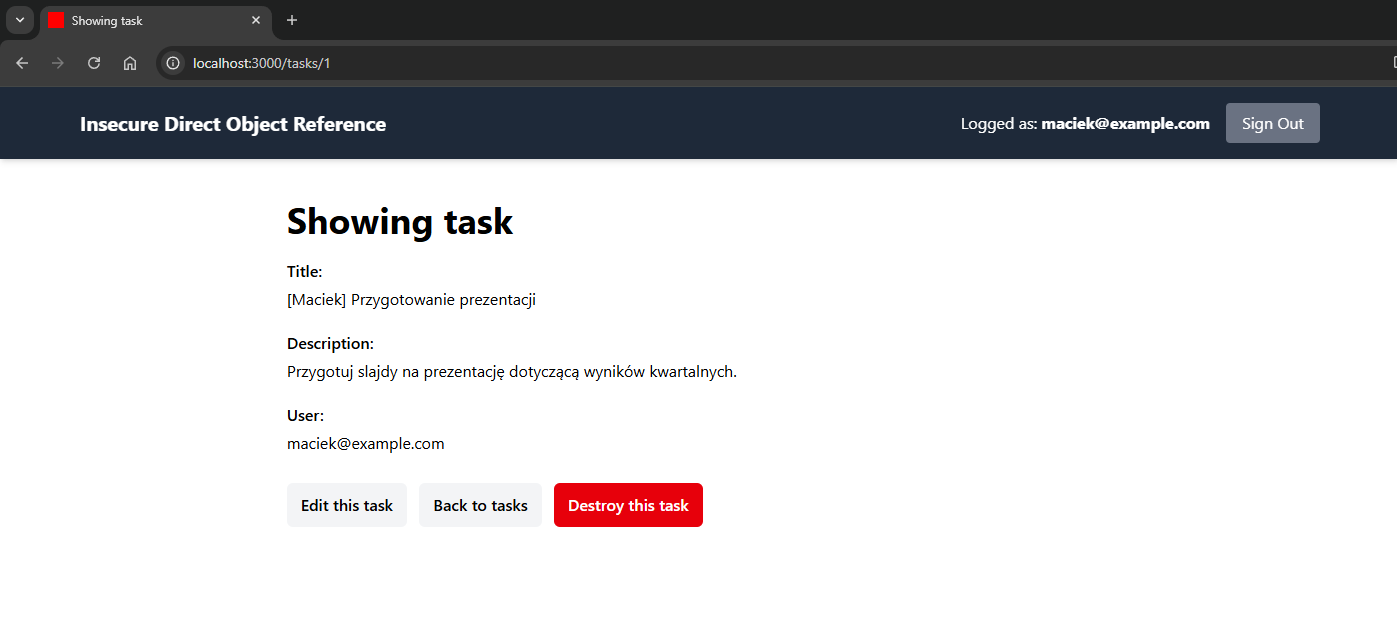 Showing task
localhost:3000/tasks/1
Insecure Direct Object Reference
Logged as: maciek@example.com
Sign Out
Showing task
Title:
[Maciek] Przygotowanie prezentacji
Description:
Przygotuj slajdy na prezentację dotyczącą wyników kwartalnych.
User:
maciek@example.com
Edit this task
Back to tasks
Destroy this task